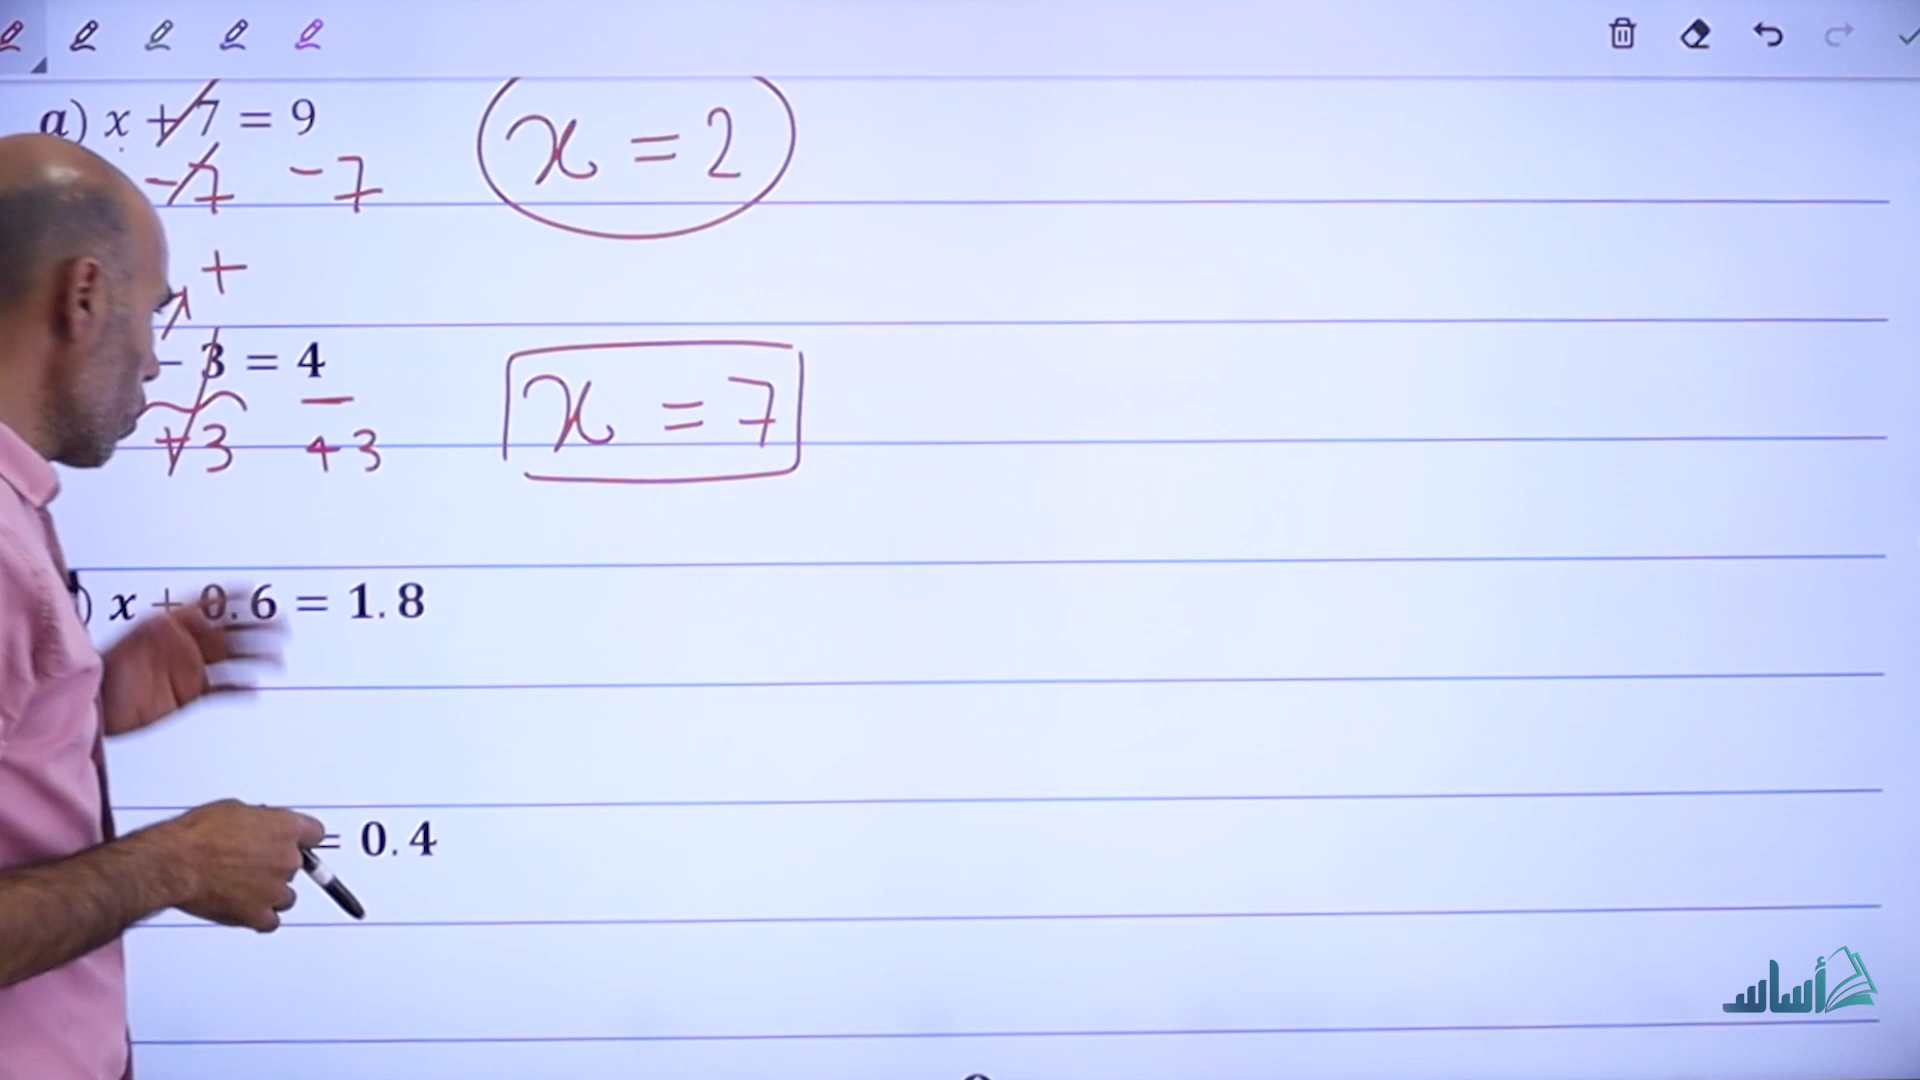 a) x + 7 = 9
-7 -7
x = 2
+
- 3 = 4
+3 +3
x = 7
) x + 0.6 = 1.8
= 0.4
أساس